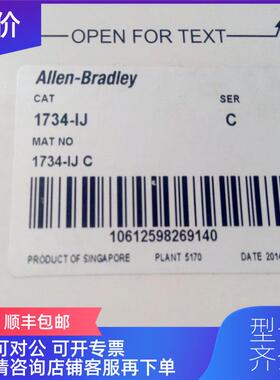 价
OPEN FOR TEXT
Allen-Bradley
CAT
SER
1734-IJ
C
MAT NO
1734-IJ C
10612598269140
PRODUCT OF SINGAPORE PLANT 5170 DATE 201
顺丰包邮
可对公 可开专票
请咨询店铺客服再下单
型
齐